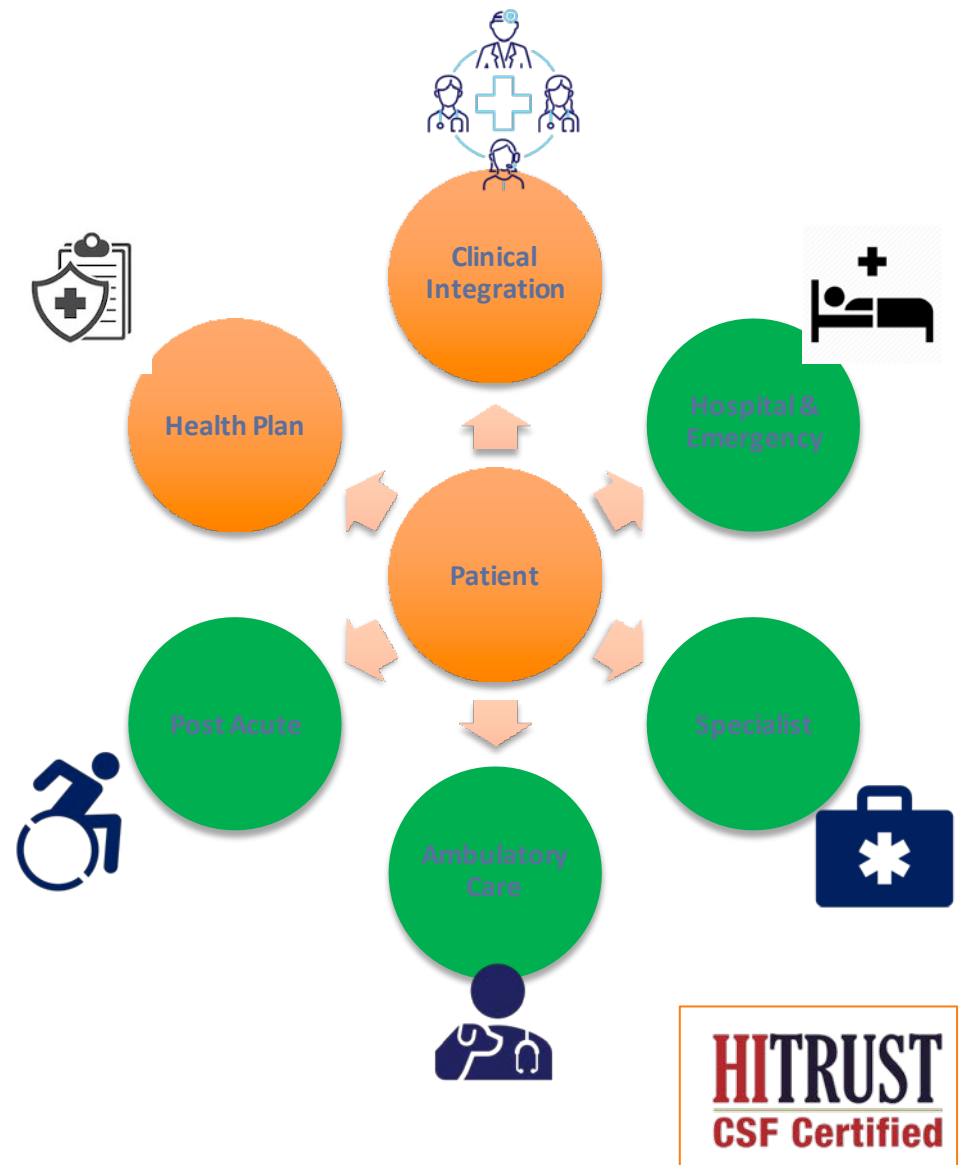 Clinical
Integration
Health Plan
Hospital &
Emergency
Patient
Post Acute
Specialist
Ambulatory
Care
HITRUST
CSF Certified